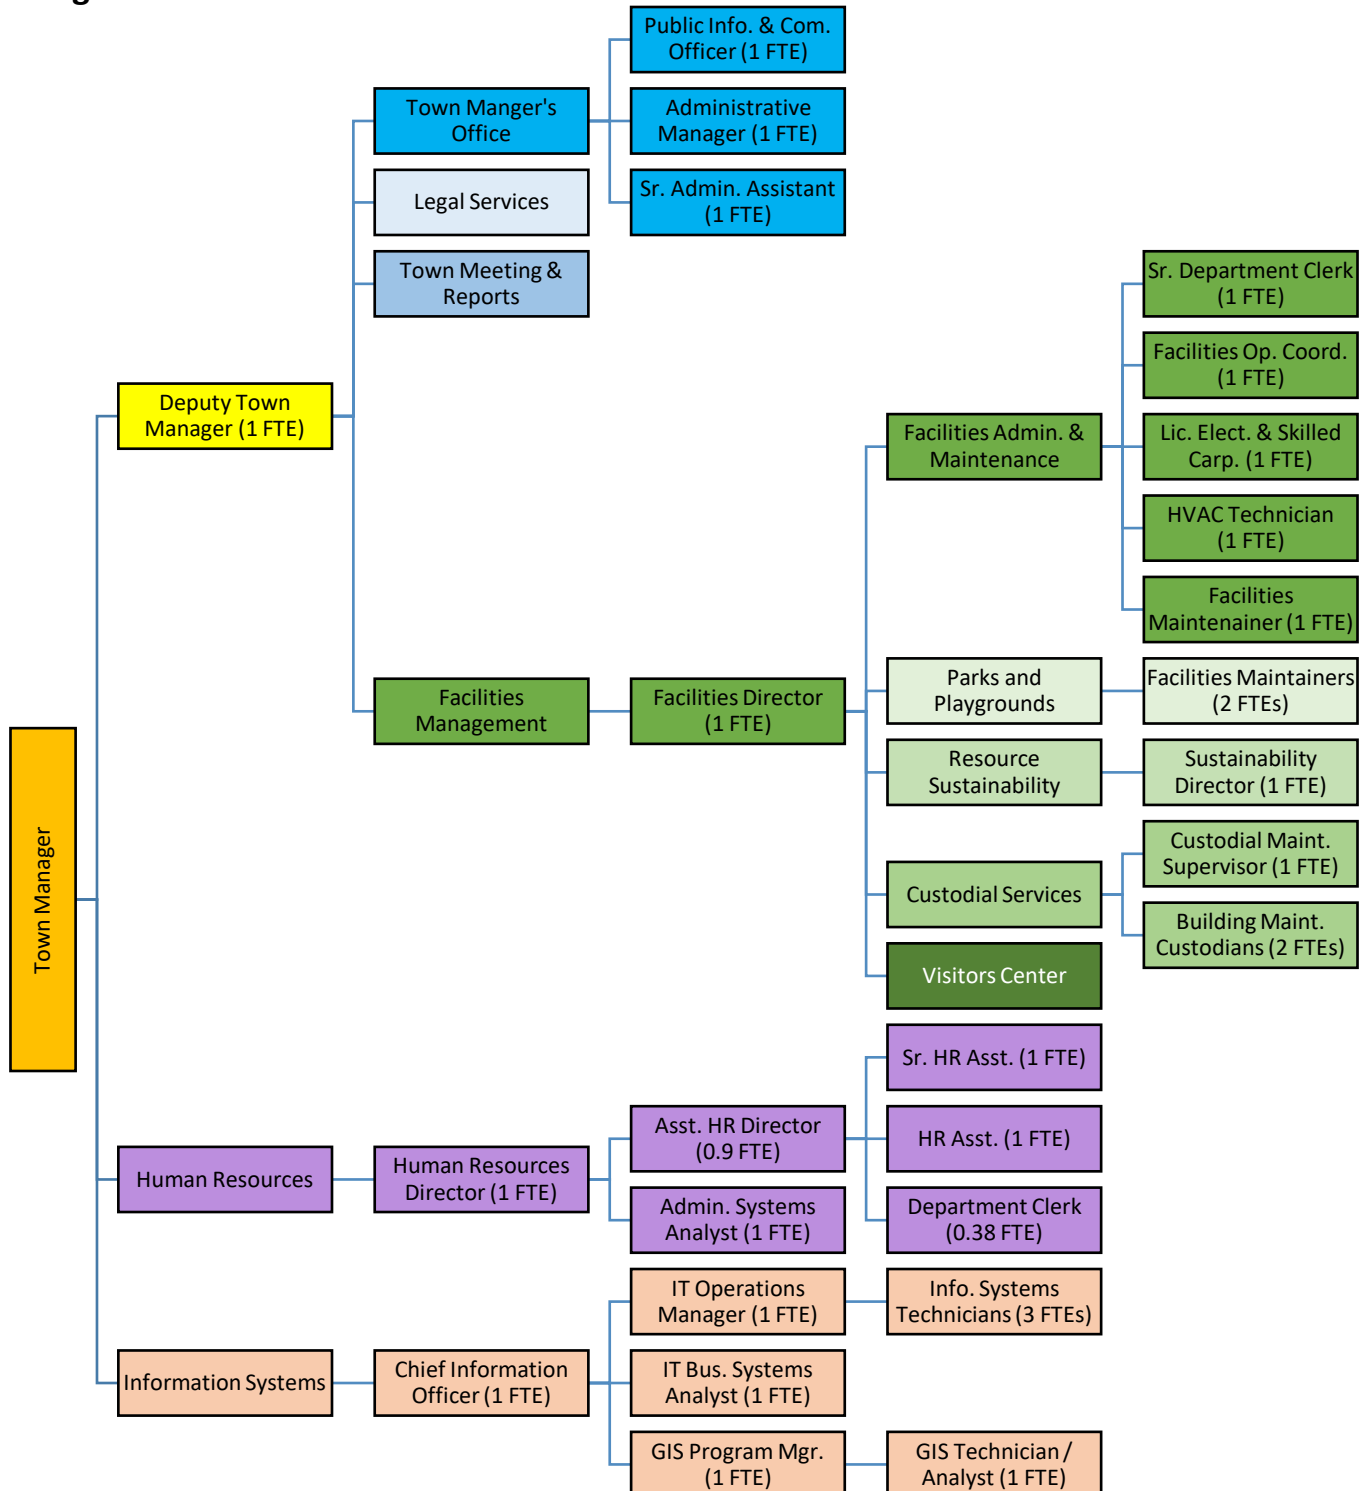 Public Info. & Com.
Officer (1 FTE)
Town Manger's
Office
Administrative
Manager (1 FTE)
Legal Services
Sr. Admin. Assistant
(1 FTE)
Town Meeting &
Reports
Sr. Department Clerk
(1 FTE)
Facilities Op. Coord.
(1 FTE)
Deputy Town
Manager (1 FTE)
Facilities Admin. &
Maintenance
Lic. Elect. & Skilled
Carp. (1 FTE)
HVAC Technician
(1 FTE)
Facilities
Maintenainer (1 FTE)
Facilities
Management
Facilities Director
(1 FTE)
Parks and
Playgrounds
Facilities Maintainers
(2 FTEs)
Resource
Sustainability
Sustainability
Director (1 FTE)
Town Manager
Custodial Services
Custodial Maint.
Supervisor (1 FTE)
Building Maint.
Custodians (2 FTEs)
Visitors Center
Human Resources
Human Resources
Director (1 FTE)
Asst. HR Director
(0.9 FTE)
Sr. HR Asst. (1 FTE)
HR Asst. (1 FTE)
Department Clerk
(0.38 FTE)
Admin. Systems
Analyst (1 FTE)
Information Systems
Chief Information
Officer (1 FTE)
IT Operations
Manager (1 FTE)
Info. Systems
Technicians (3 FTEs)
IT Bus. Systems
Analyst (1 FTE)
GIS Program Mgr.
(1 FTE)
GIS Technician /
Analyst (1 FTE)